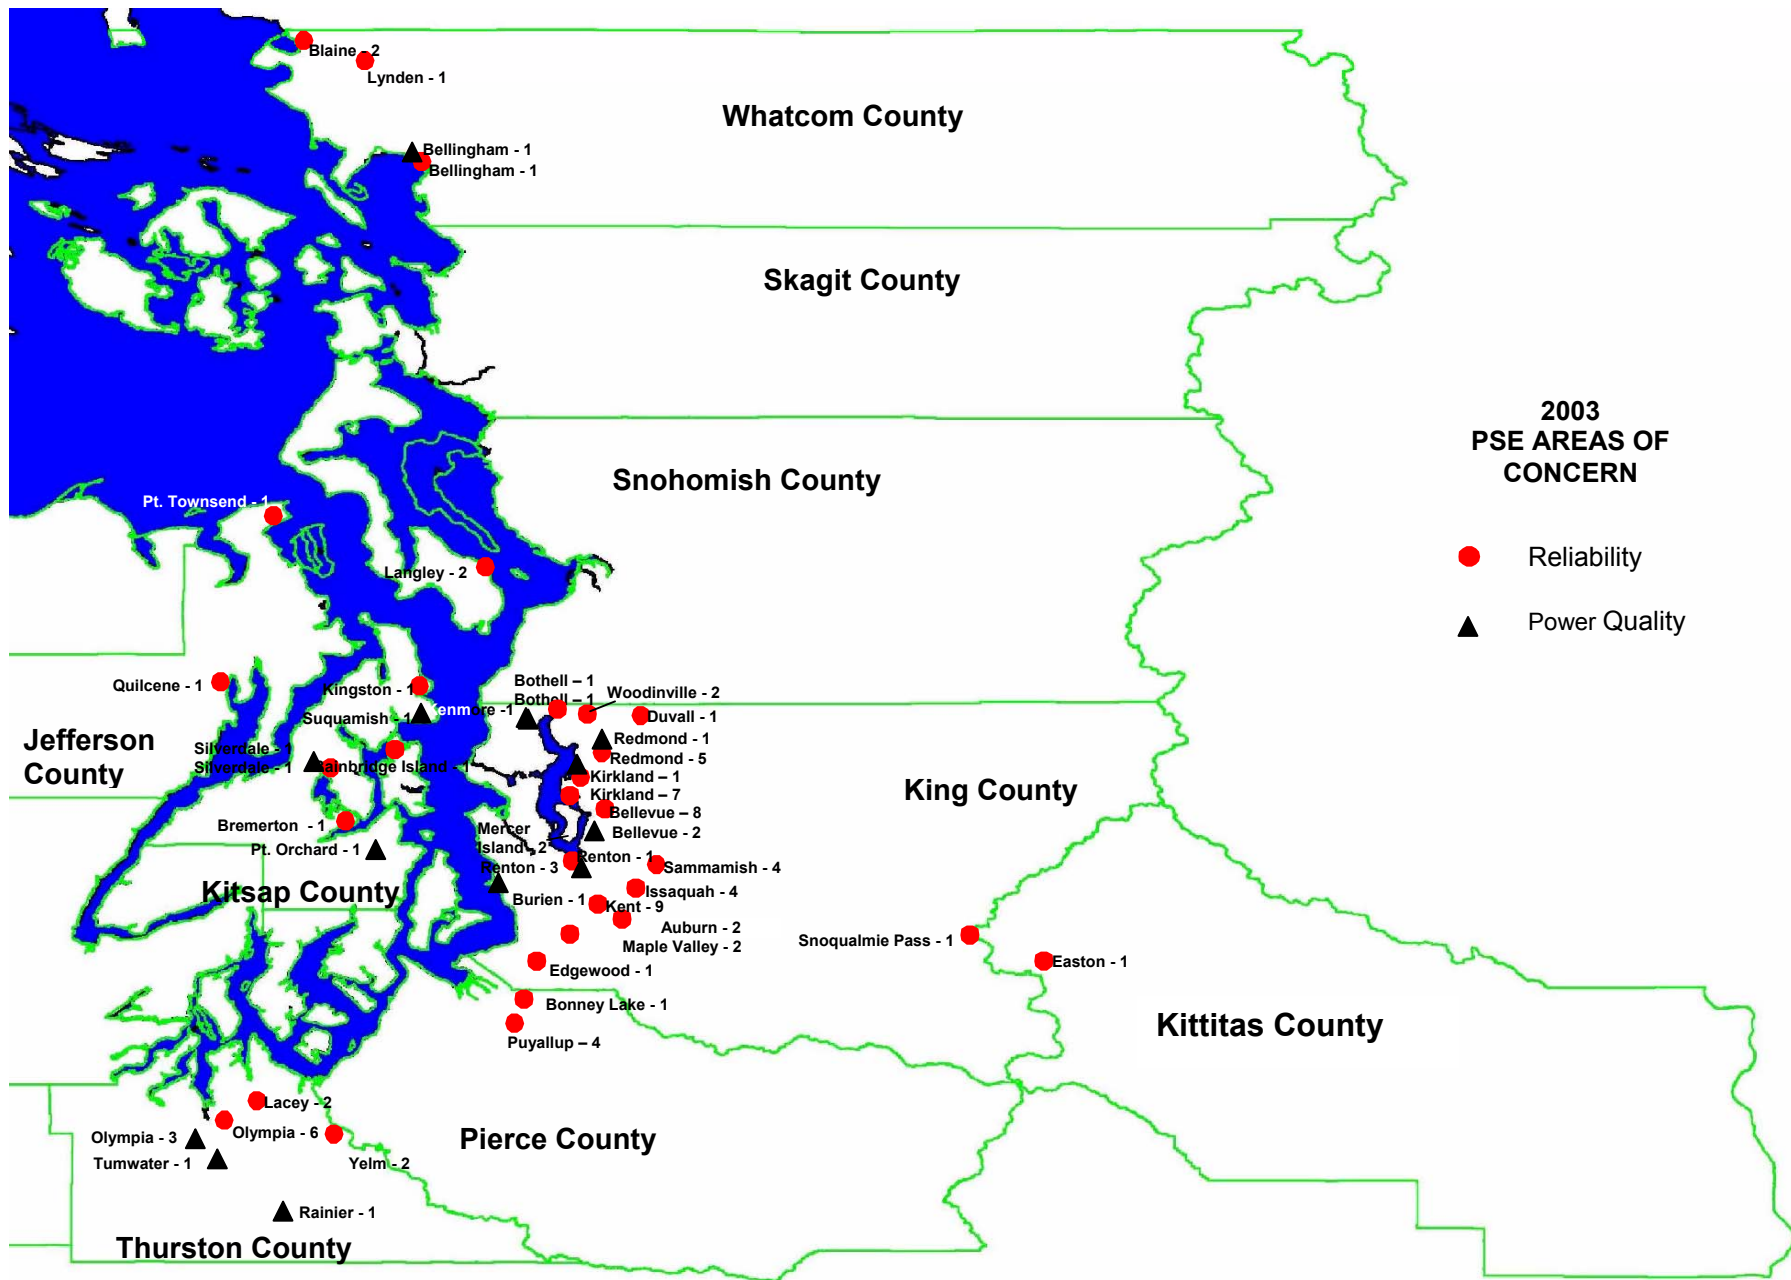 Blaine - 2
Lynden - 1
Whatcom County
Bellingham - 1
Bellingham - 1
Skagit County
2003
PSE AREAS OF
CONCERN
Snohomish County
Pt. Townsend - 1
Reliability
Langley - 2
Power Quality
Quilcene - 1
Kingston - 1
Bothell – 1
Bothell – 1
Woodinville - 2
Suquamish - 1
Kenmore -1
Duvall - 1
Jefferson
County
Silverdale - 1
Silverdale - 1
Bainbridge Island - 1
Redmond - 1
Redmond - 5
Kirkland – 1
Kirkland – 7
King County
Bellevue – 8
Bremerton - 1
Mercer
Island - 2
Bellevue - 2
Pt. Orchard - 1
Renton - 1
Renton - 3
Sammamish - 4
Kitsap County
Issaquah - 4
Burien - 1
Kent - 9
Auburn - 2
Maple Valley - 2
Snoqualmie Pass - 1
Edgewood - 1
Easton - 1
Bonney Lake - 1
Kittitas County
Puyallup – 4
Lacey - 2
Olympia - 3
Olympia - 6
Pierce County
Tumwater - 1
Yelm - 2
Rainier - 1
Thurston County